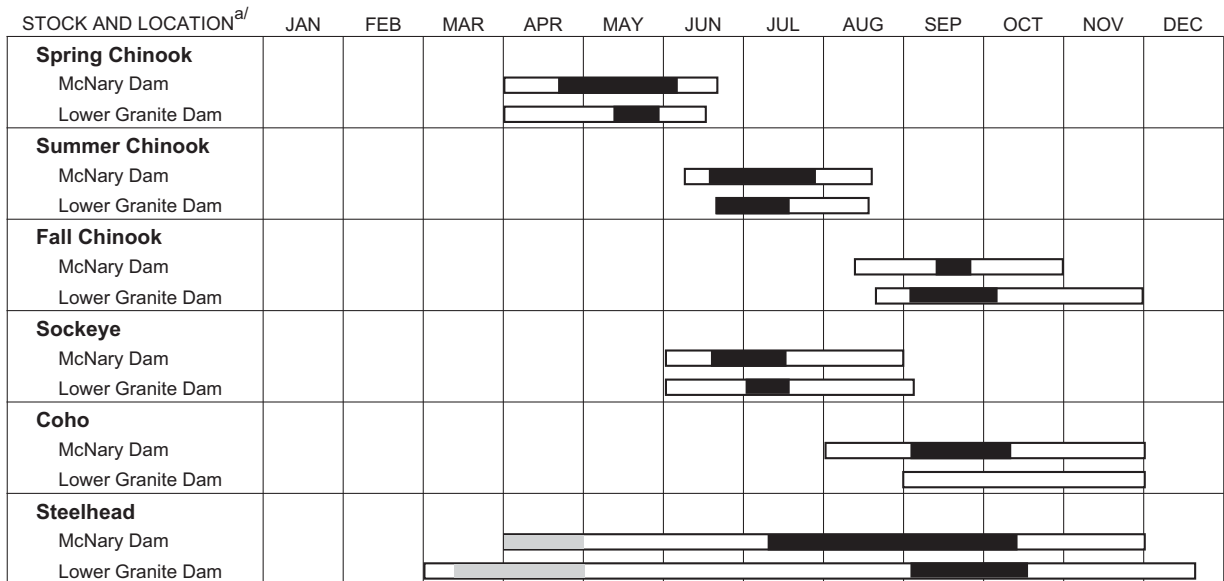 STOCK AND LOCATION a/ JAN FEB MAR APR MAY JUN JUL AUG SEP OCT NOV DEC
Spring Chinook
McNary Dam
Lower Granite Dam
Summer Chinook
McNary Dam
Lower Granite Dam
Fall Chinook
McNary Dam
Lower Granite Dam
Sockeye
McNary Dam
Lower Granite Dam
Coho
McNary Dam
Lower Granite Dam
Steelhead
McNary Dam
Lower Granite Dam